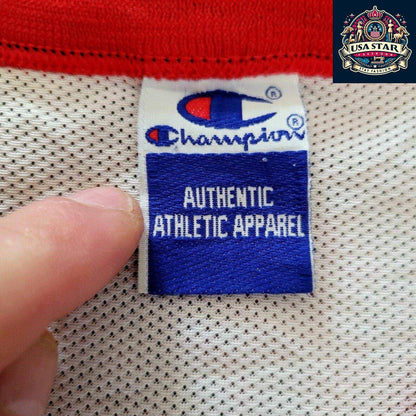 USA STAR
Champion®
®
AUTHENTIC
ATHLETIC APPAREL